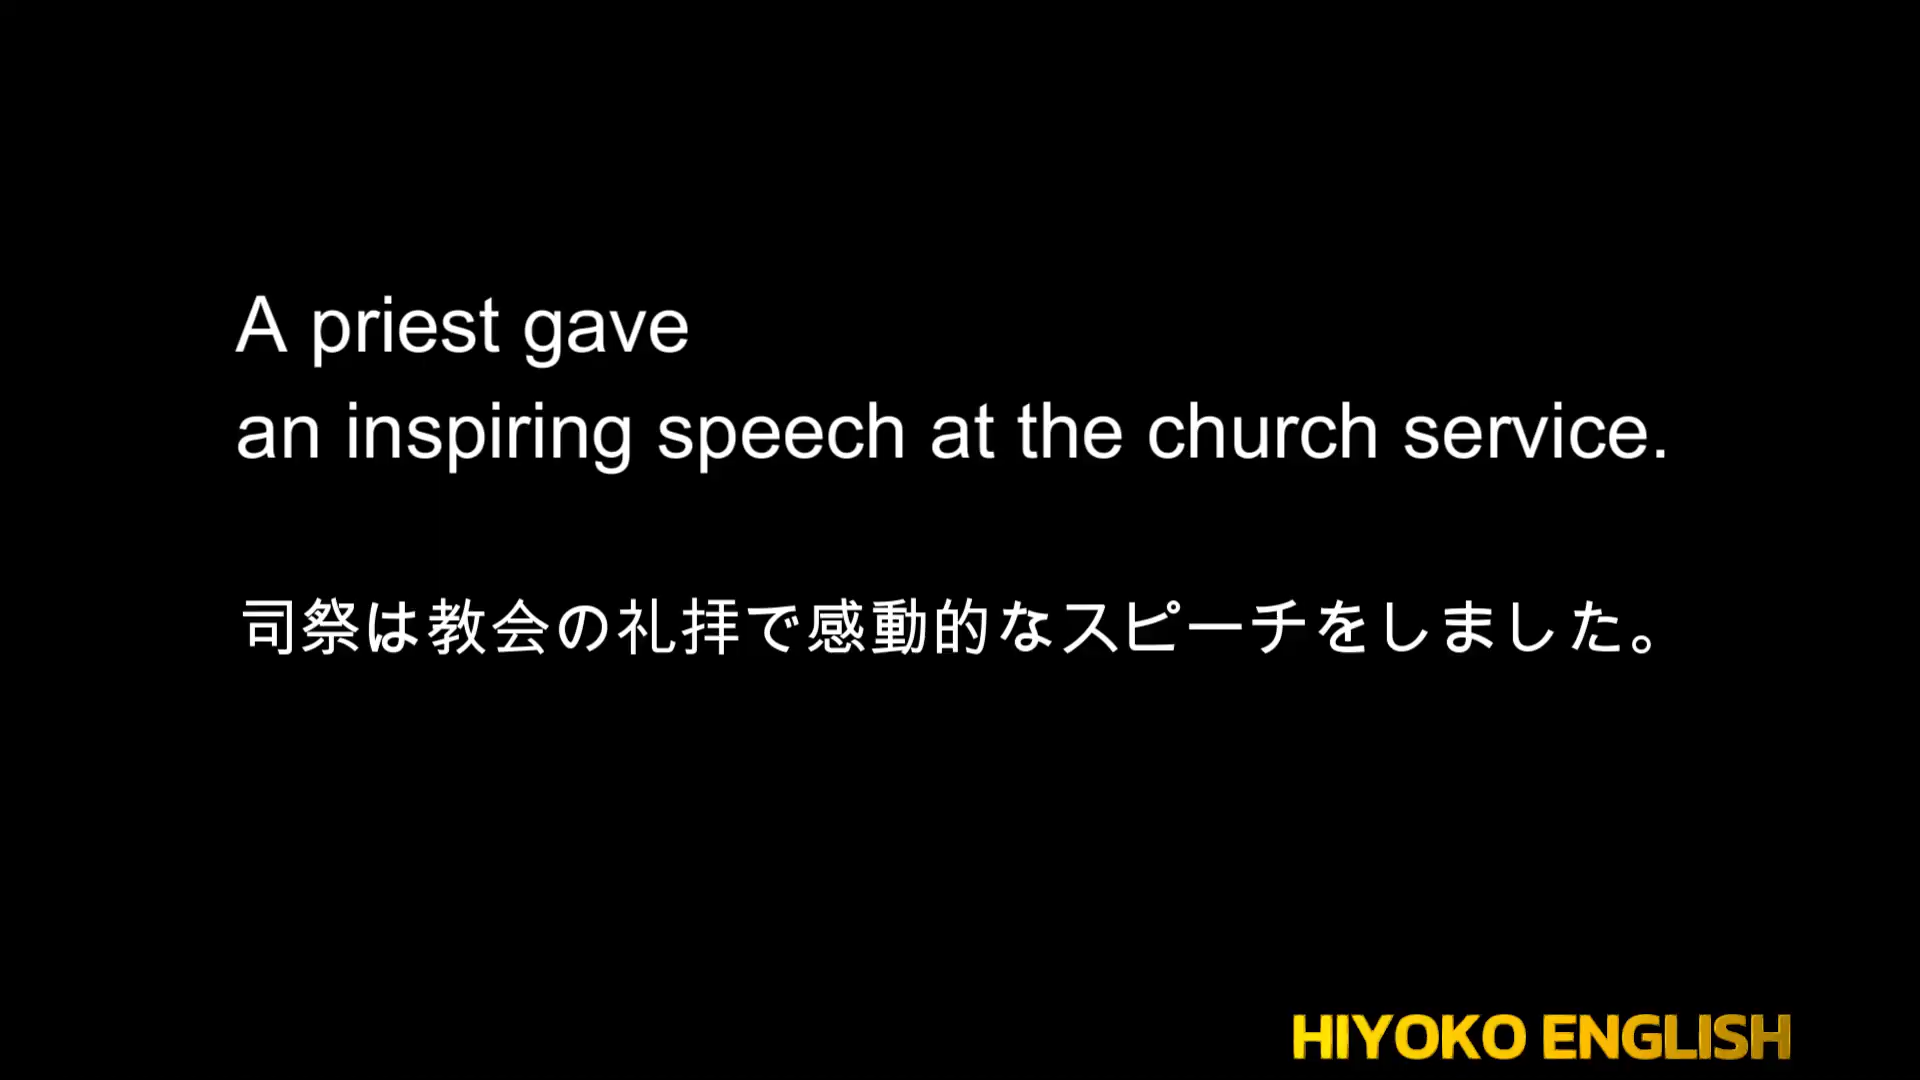 A priest gave
an inspiring speech at the church service.
司祭は教会の礼拝で感動的なスピーチをしました。
HIYOKO ENGLISH